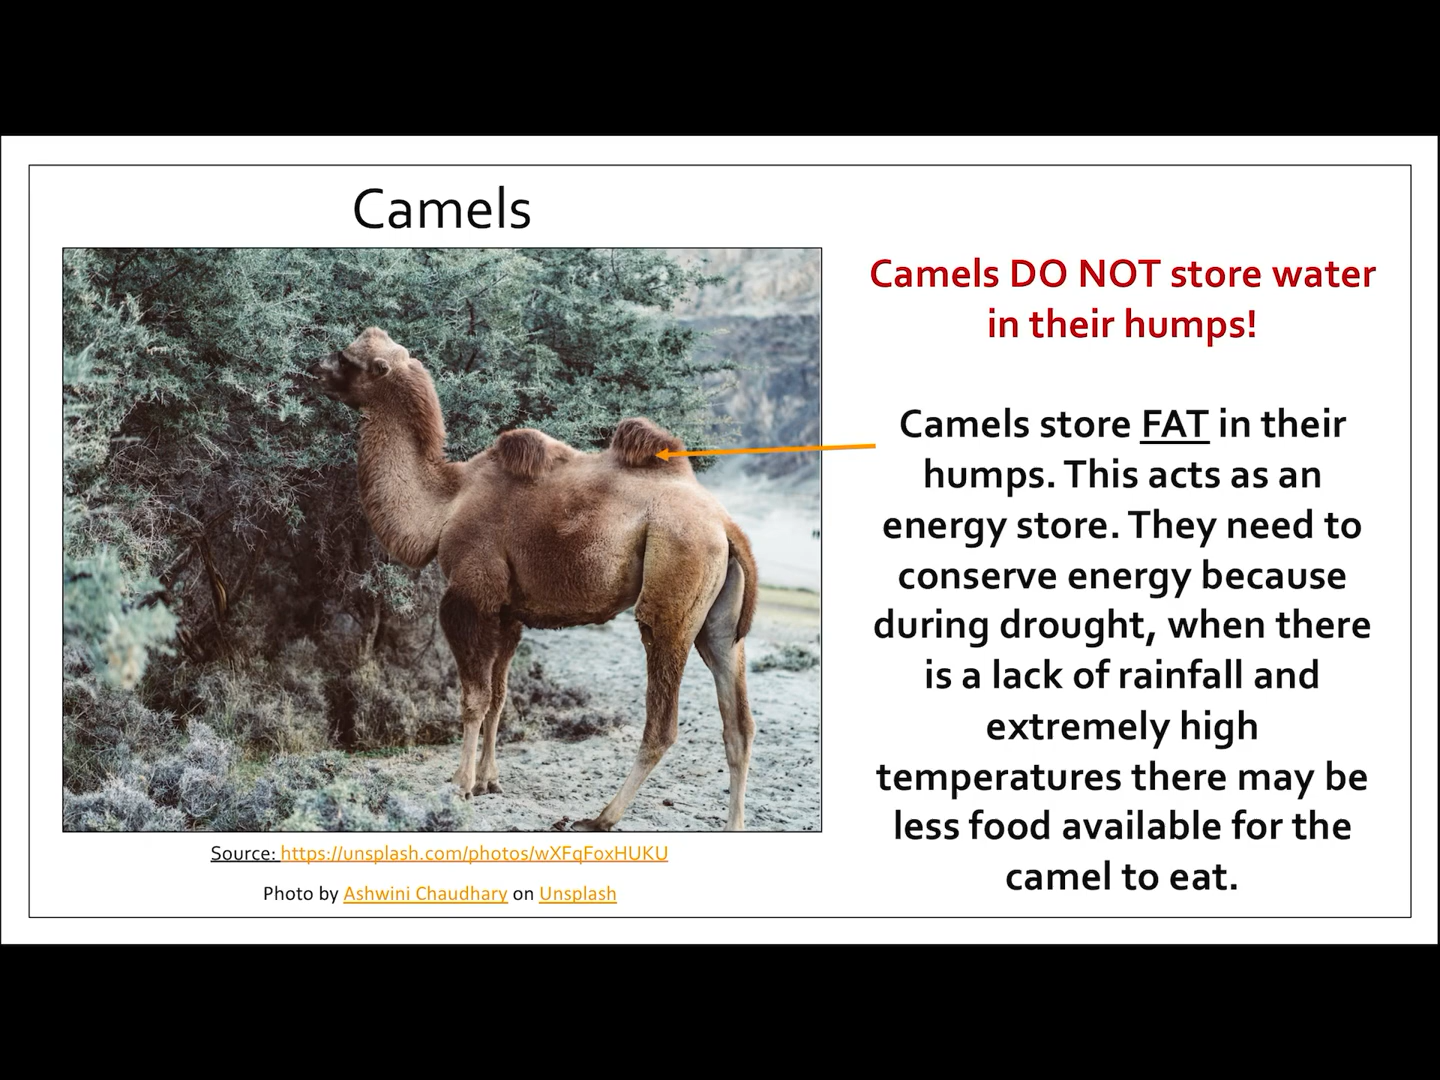 Camels
Camels DO NOT store water
in their humps!
Camels store FAT in their
humps. This acts as an
energy store. They need to
conserve energy because
during drought, when there
is a lack of rainfall and
extremely high
temperatures there may be
less food available for the
camel to eat.
Source: https://unsplash.com/photos/wXFqFoxHUKU
Photo by Ashwini Chaudhary on Unsplash